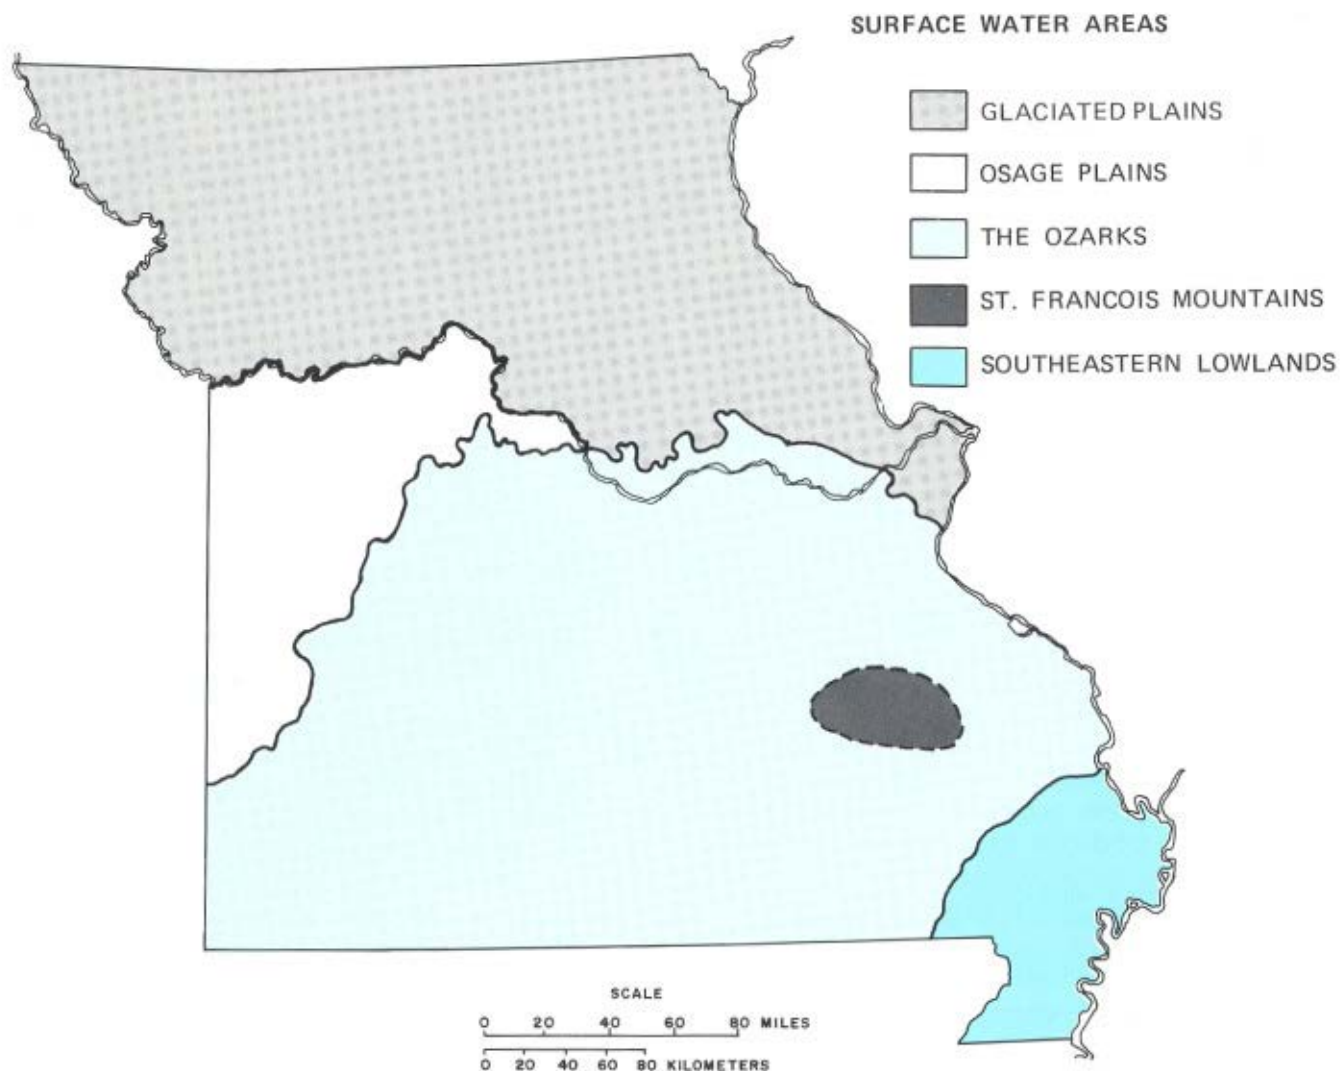 SURFACE WATER AREAS
GLACIATED PLAINS
OSAGE PLAINS
THE OZARKS
ST. FRANCOIS MOUNTAINS
SOUTHEASTERN LOWLANDS
SCALE
0 20 40 60 80 MILES
0 20 40 60 80 KILOMETERS